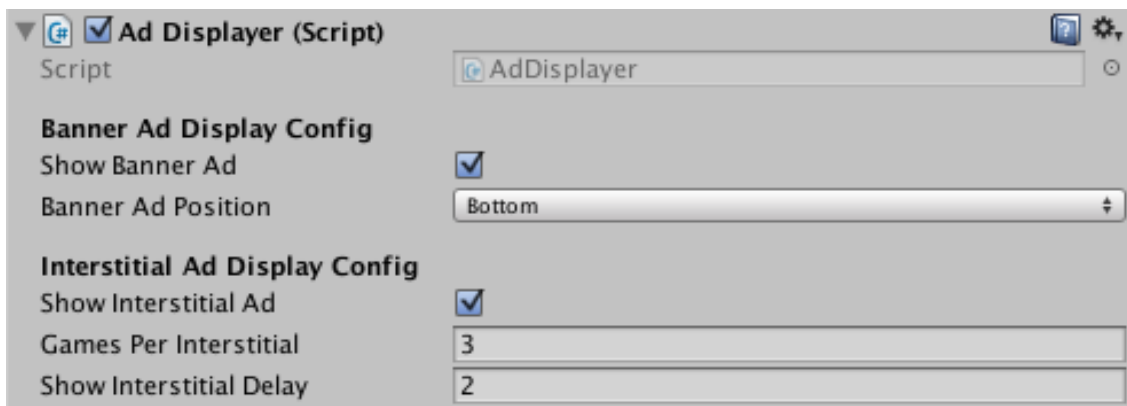 Ad Displayer (Script)
Script AdDisplayer
Banner Ad Display Config
Show Banner Ad
Banner Ad Position Bottom
Interstitial Ad Display Config
Show Interstitial Ad
Games Per Interstitial 3
Show Interstitial Delay 2